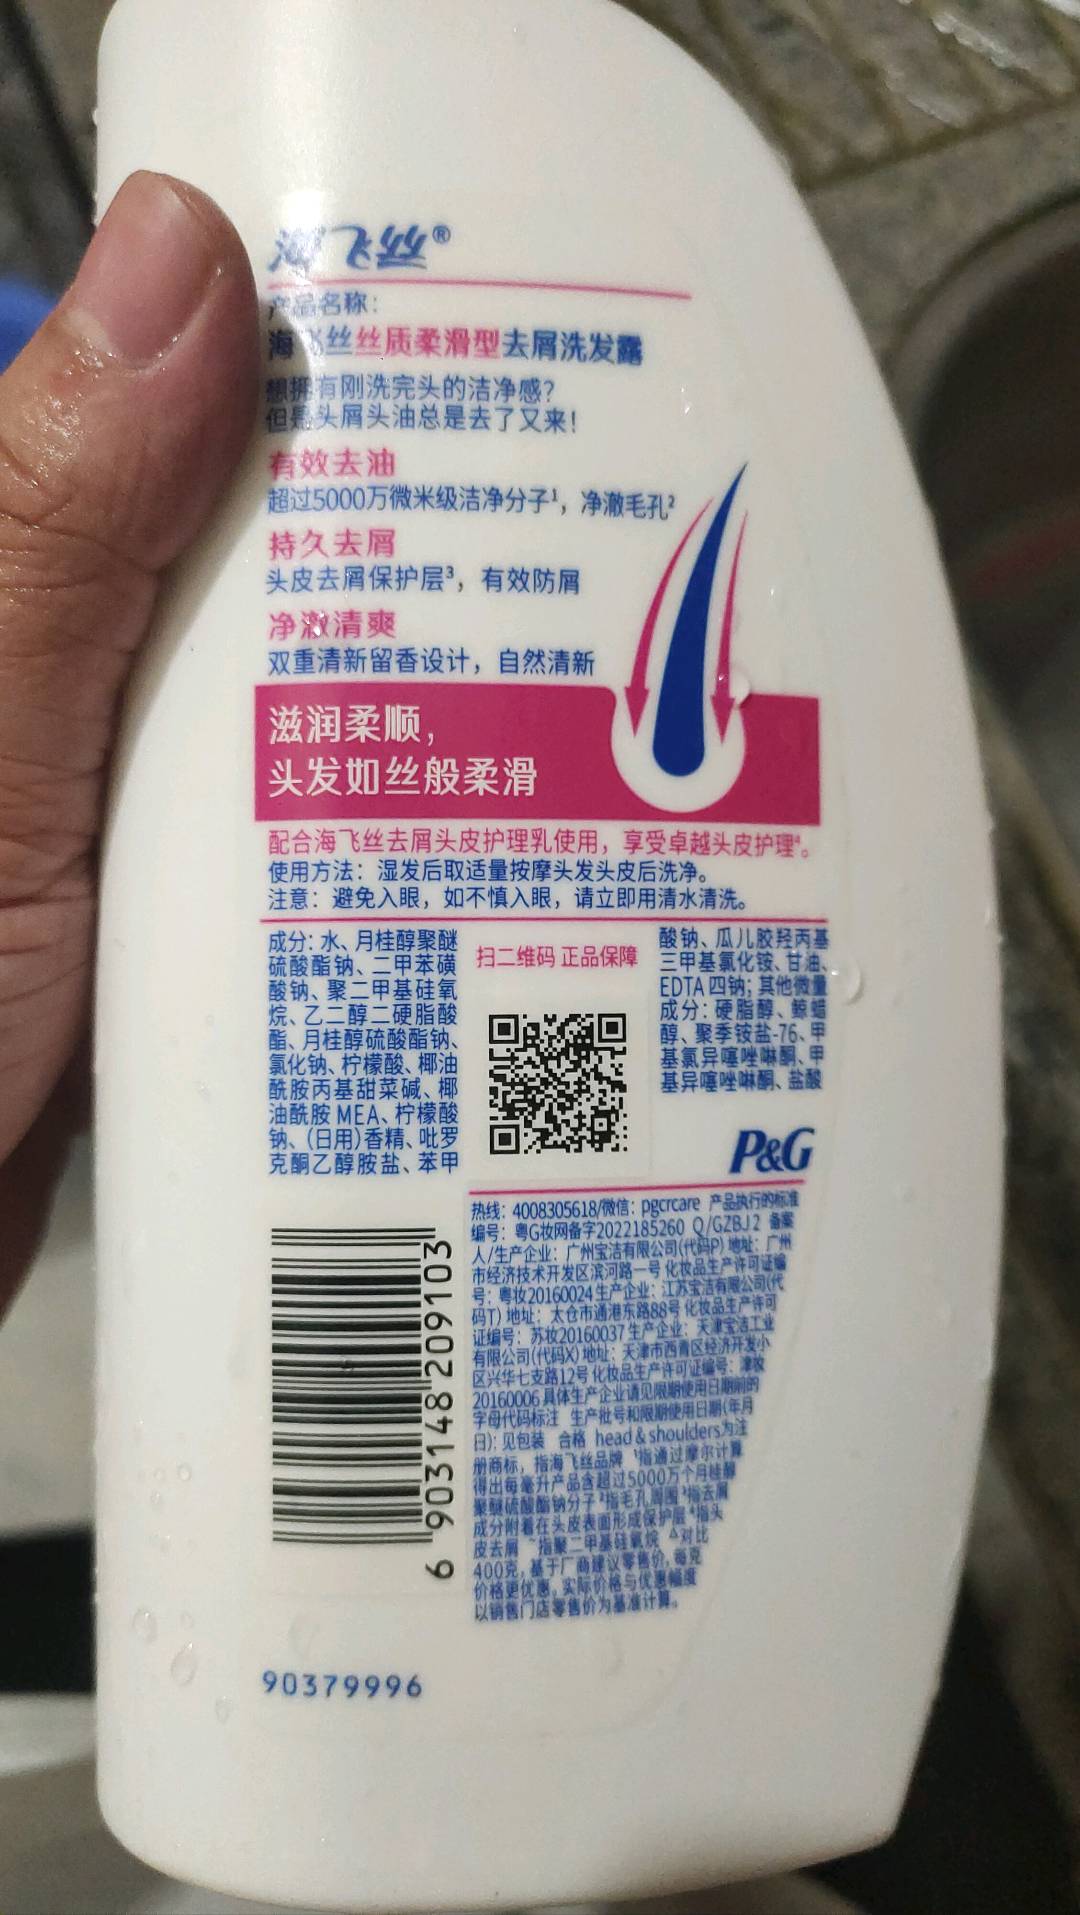 海飞丝®
产品名称：
海飞丝丝质柔滑型去屑洗发露
想拥有刚洗完头的洁净感？
但是头屑头油总是去了又来！
有效去油
超过5000万微米级洁净分子¹，净澈毛孔²
持久去屑
头皮去屑保护层³，有效防屑
净澈清爽
双重清新留香设计，自然清新
滋润柔顺，
头发如丝般柔滑
配合海飞丝去屑头皮护理乳使用，享受卓越头皮护理⁴。
使用方法：湿发后取适量按摩头发头皮后洗净。
注意：避免入眼，如不慎入眼，请立即用清水清洗。
成分：水、月桂醇聚醚
硫酸酯钠、二甲苯磺
酸钠、聚二甲基硅氧
烷、乙二醇二硬脂酸
酯、月桂醇硫酸酯钠、
氯化钠、柠檬酸、椰油
酰胺丙基甜菜碱、椰
油酰胺MEA、柠檬酸
钠、（日用）香精、吡罗
克酮乙醇胺盐、苯甲
扫二维码 正品保障
酸钠、瓜儿胶羟丙基
三甲基氯化铵、甘油、
EDTA四钠；其他微量
成分：硬脂醇、鲸蜡
醇、聚季铵盐-76、甲
基氯异噻唑啉酮、甲
基异噻唑啉酮、盐酸
P&G
热线：4008305618/微信：pgcrcare 产品执行的标准
编号：粤G妆网备字2022185260 Q/GZBJ2 备案
人/生产企业：广州宝洁有限公司(代码P) 地址：广州
市经济技术开发区滨河路一号 化妆品生产许可证编
号：粤妆20160024 生产企业：江苏宝洁有限公司(代
码T) 地址：太仓市通港东路88号 化妆品生产许可
证编号：苏妆20160037 生产企业：天津宝洁工业
有限公司(代码X) 地址：天津市西青区经济开发小
区兴华七支路12号 化妆品生产许可证编号：津妆
20160006 具体生产企业请见限期使用日期前的
字母代码标注 生产批号和限期使用日期(年月
日)：见包装 合格 head & shoulders为注
册商标，指海飞丝品牌 ¹指通过摩尔计算
得出每毫升产品含超过5000万个月桂醇
聚醚硫酸酯钠分子 ²指毛孔周围 ³指去屑
成分附着在头皮表面形成保护层 ⁴指头
皮去屑 ~指聚二甲基硅氧烷 △对比
400克，基于厂商建议零售价，每克
价格更优惠，实际价格与优惠幅度
以销售门店零售价为基准计算。
6 903148 209103
90379996